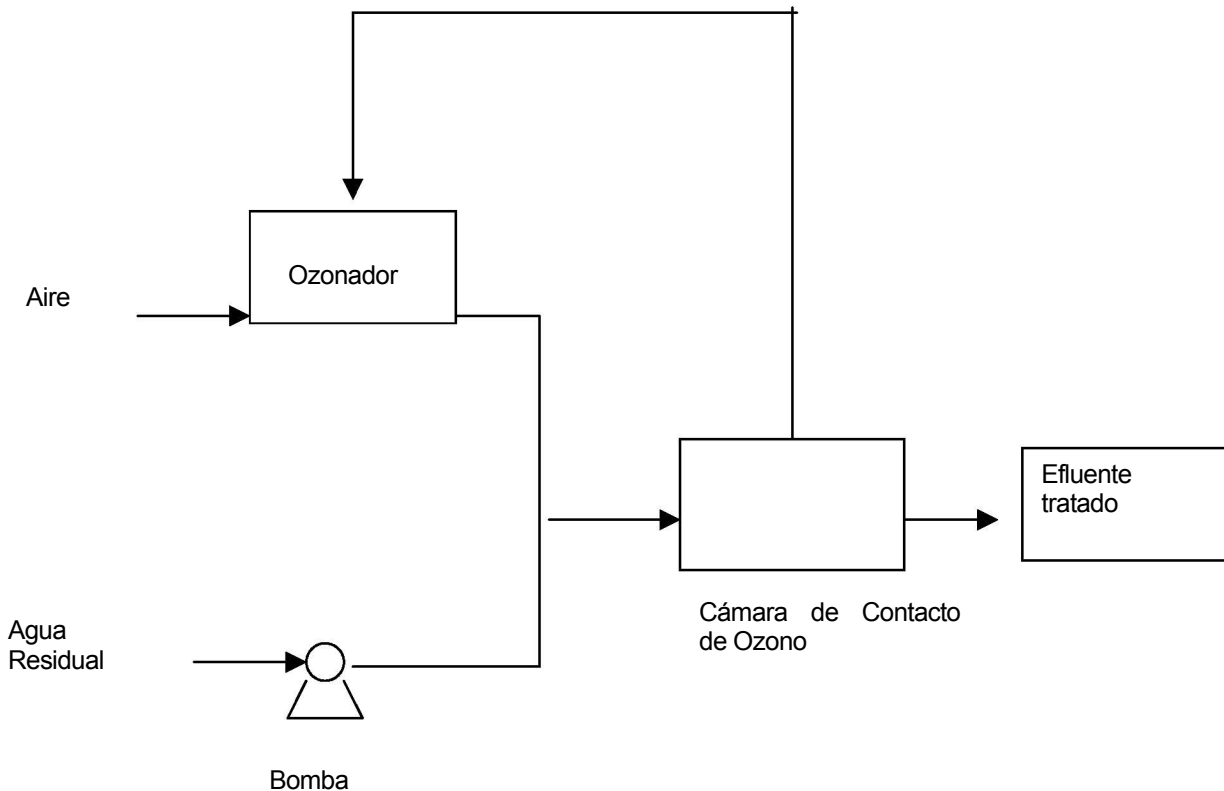 Ozonador
Aire
Efluente
tratado
Cámara de Contacto
de Ozono
Agua
Residual
Bomba